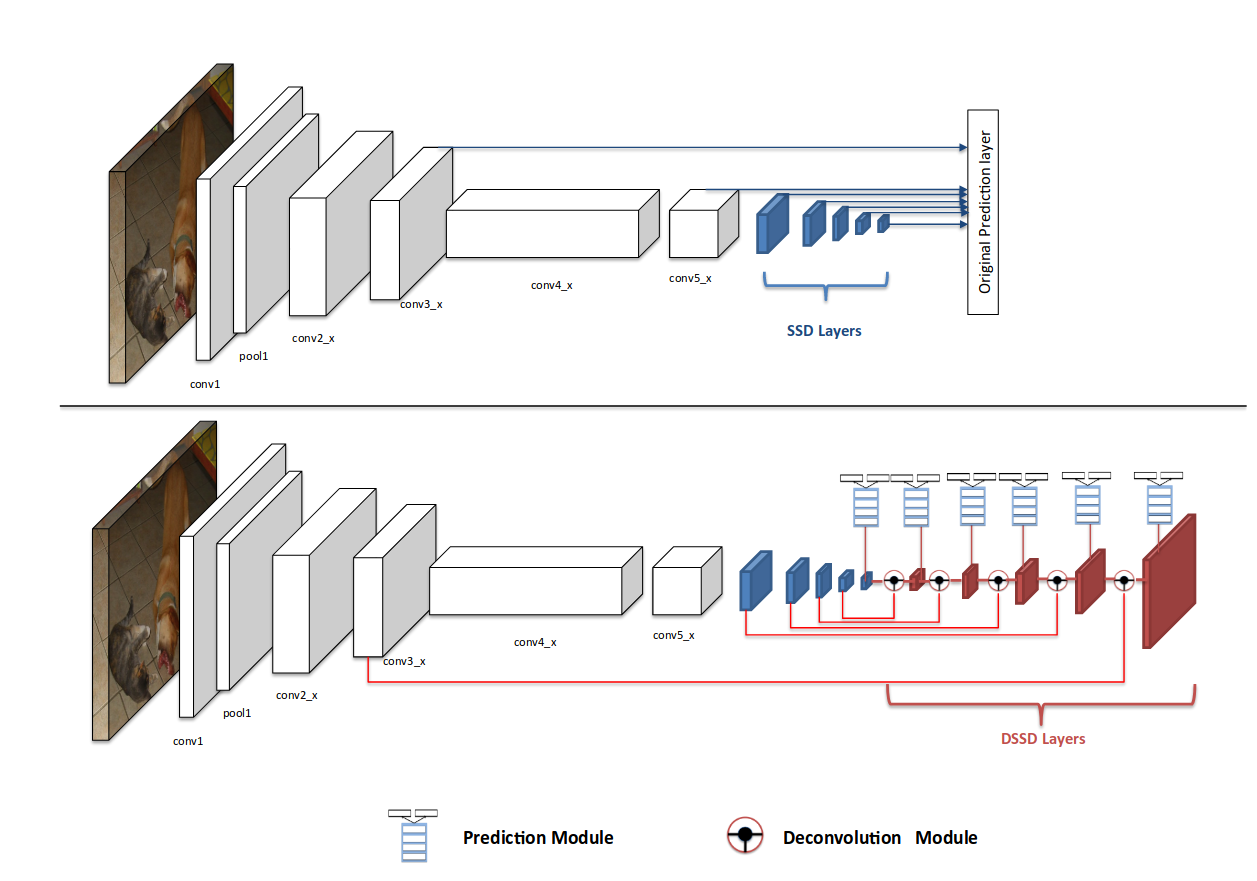 Original Prediction layer
conv4_x
conv5_x
conv3_x
SSD Layers
conv2_x
pool1
conv1
conv4_x
conv5_x
conv3_x
conv2_x
pool1
conv1
DSSD Layers
Prediction Module
Deconvolution Module